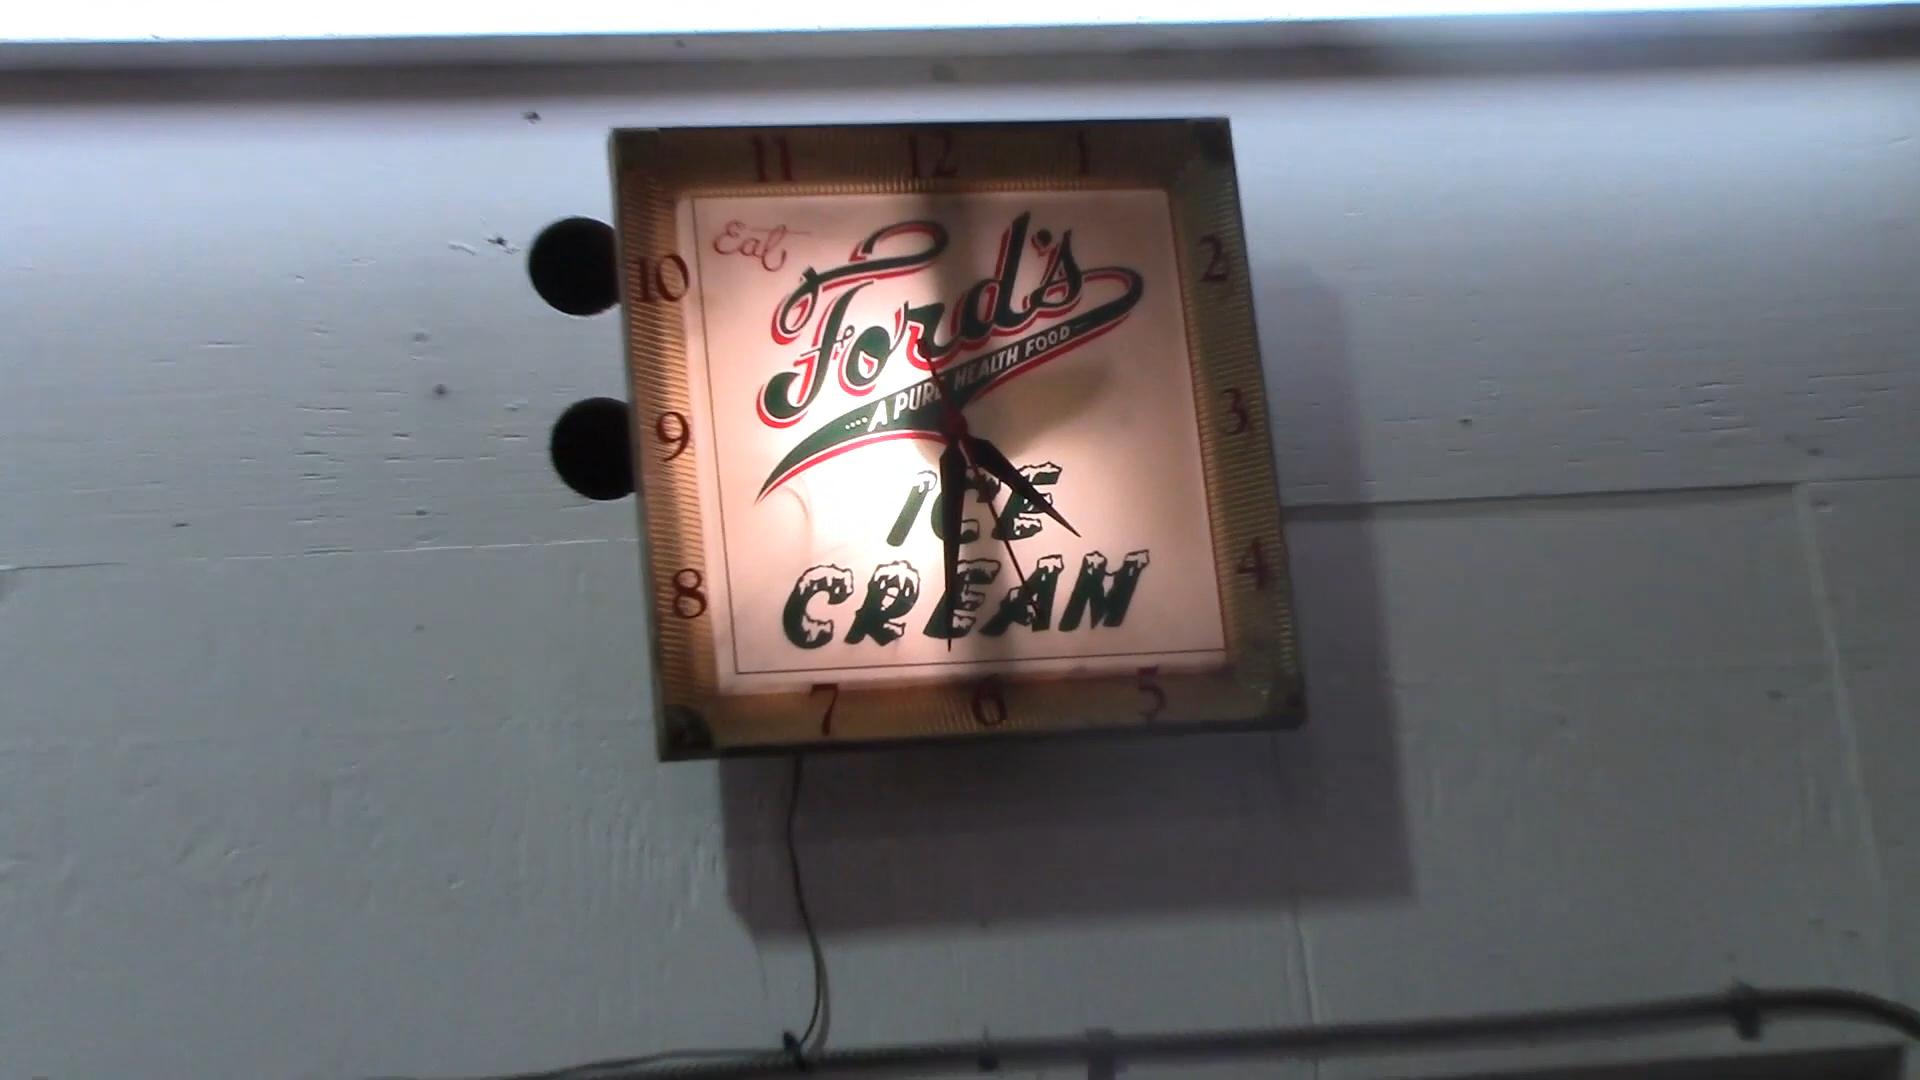 11 12 1
Eat
Ford's
10 2
....A PURE HEALTH FOOD
9 3
ICE
CREAM
8 4
7 6 5